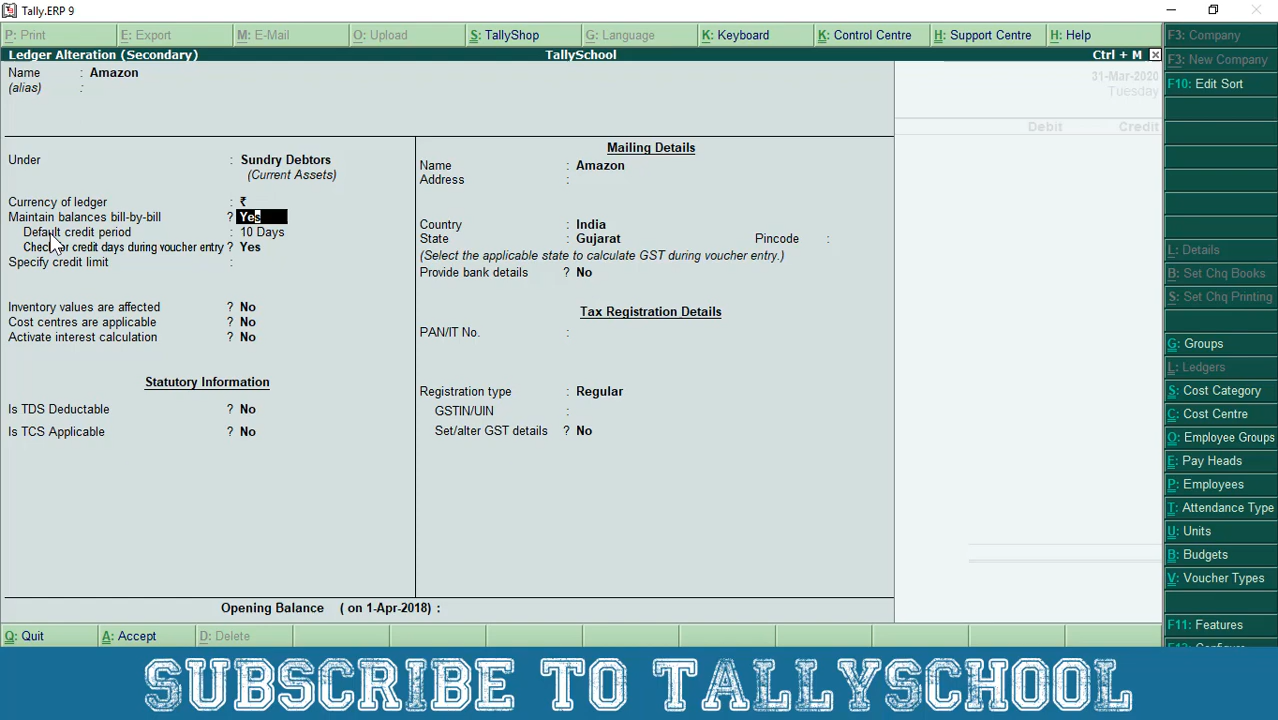 Tally.ERP 9
P: Print E: Export M: E-Mail O: Upload S: TallyShop G: Language K: Keyboard K: Control Centre H: Support Centre H: Help
F3: Company
Ledger Alteration (Secondary) TallySchool Ctrl + M
F3: New Company
F10: Edit Sort
Name : Amazon
(alias) :
31-Mar-2020
Tuesday
Debit Credit
Under : Sundry Debtors
(Current Assets)
Currency of ledger : ₹
Maintain balances bill-by-bill ? Yes
Default credit period : 10 Days
Check for credit days during voucher entry ? Yes
Specify credit limit :
Inventory values are affected ? No
Cost centres are applicable ? No
Activate interest calculation ? No
Statutory Information
Is TDS Deductable ? No
Is TCS Applicable ? No
Mailing Details
Name : Amazon
Address :
Country : India
State : Gujarat Pincode :
(Select the applicable state to calculate GST during voucher entry.)
Provide bank details ? No
Tax Registration Details
PAN/IT No. :
Registration type : Regular
GSTIN/UIN :
Set/alter GST details ? No
Opening Balance ( on 1-Apr-2018) :
L: Details
B: Set Chq Books
S: Set Chq Printing
G: Groups
L: Ledgers
S: Cost Category
C: Cost Centre
O: Employee Groups
E: Pay Heads
P: Employees
T: Attendance Type
U: Units
B: Budgets
V: Voucher Types
F11: Features
F12: Configure
Q: Quit A: Accept D: Delete
SUBSCRIBE TO TALLYSCHOOL